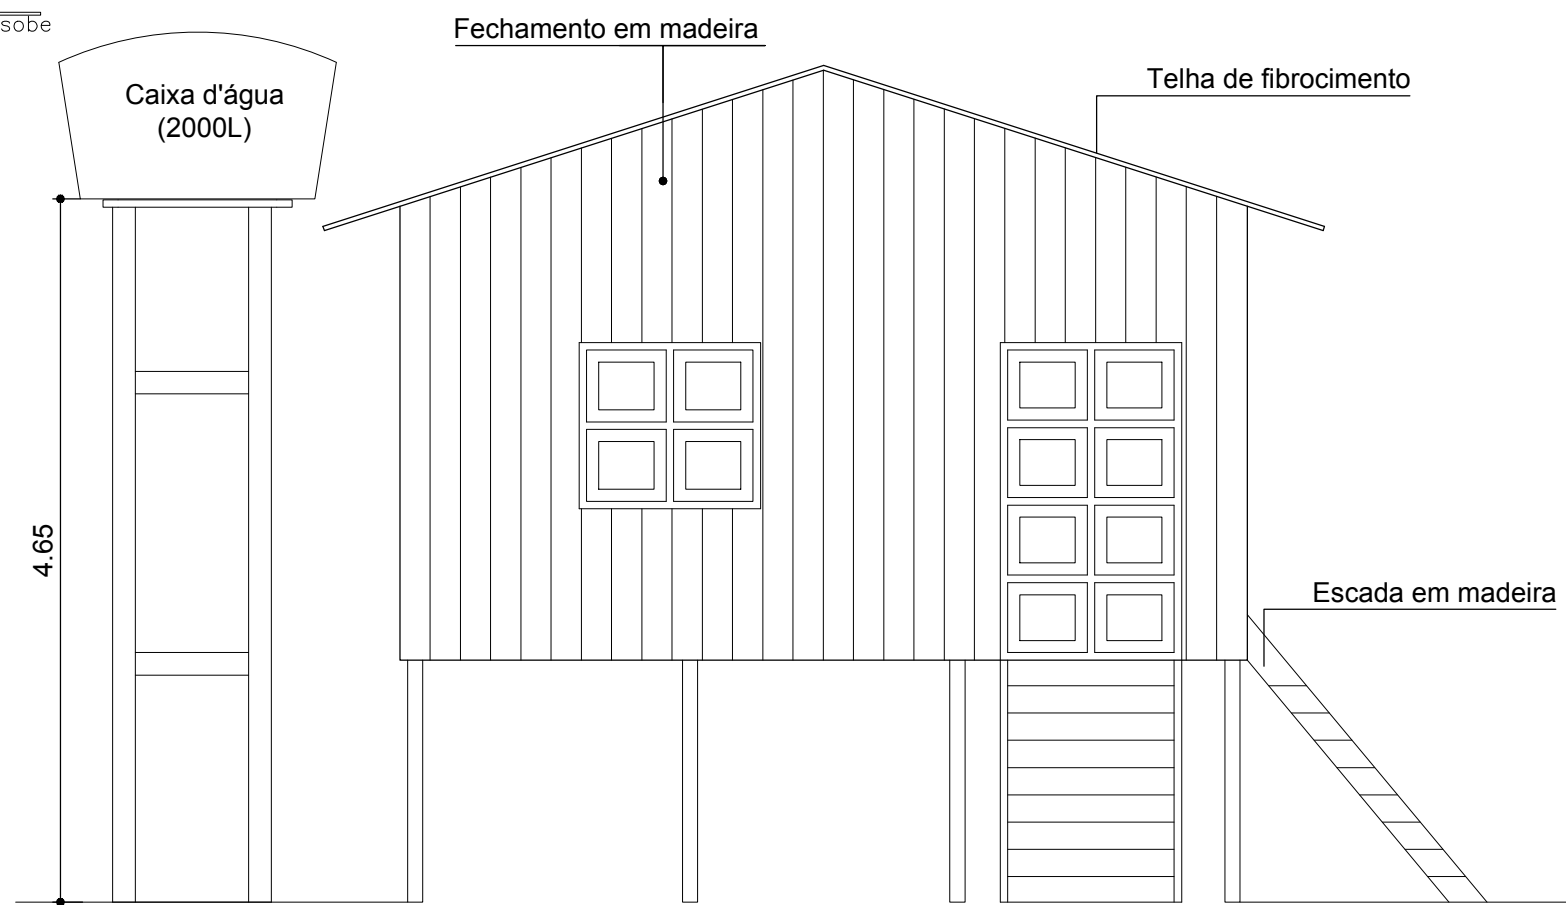 sobe
Fechamento em madeira
Caixa d'água
(2000L)
Telha de fibrocimento
4.65
Escada em madeira